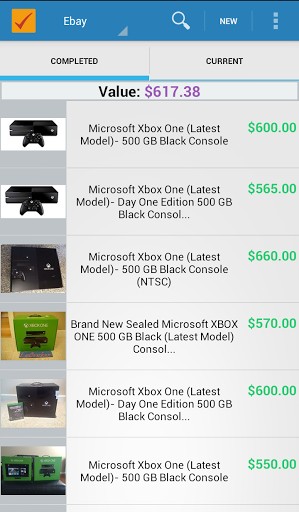 Ebay
NEW
COMPLETED
CURRENT
Value: $617.38
Microsoft Xbox One (Latest
Model)- 500 GB Black Console
$600.00
Microsoft Xbox One (Latest
Model)- Day One Edition 500 GB
Black Consol...
$565.00
Microsoft Xbox One (Latest
Model)- 500 GB Black Console
(NTSC)
$660.00
Brand New Sealed Microsoft XBOX
ONE 500 GB Black (Latest Model)
Consol...
$570.00
Microsoft Xbox One (Latest
Model)- Day One Edition 500 GB
Black Consol...
$600.00
Microsoft Xbox One (Latest
Model)- 500 GB Black Console
$550.00